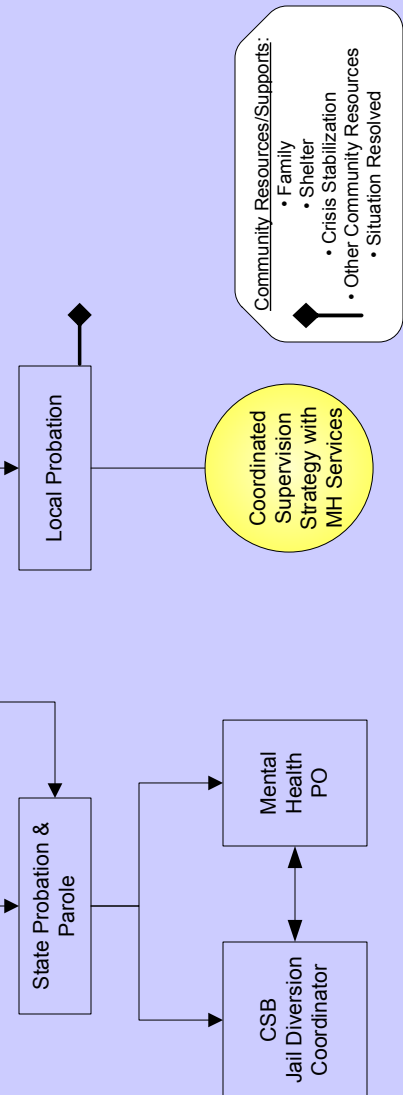 Community Resources/Supports:
• Family
• Shelter
• Crisis Stabilization
• Other Community Resources
• Situation Resolved
Local Probation
Coordinated
Supervision
Strategy with
MH Services
State Probation &
Parole
Mental
Health
PO
CSB
Jail Diversion
Coordinator